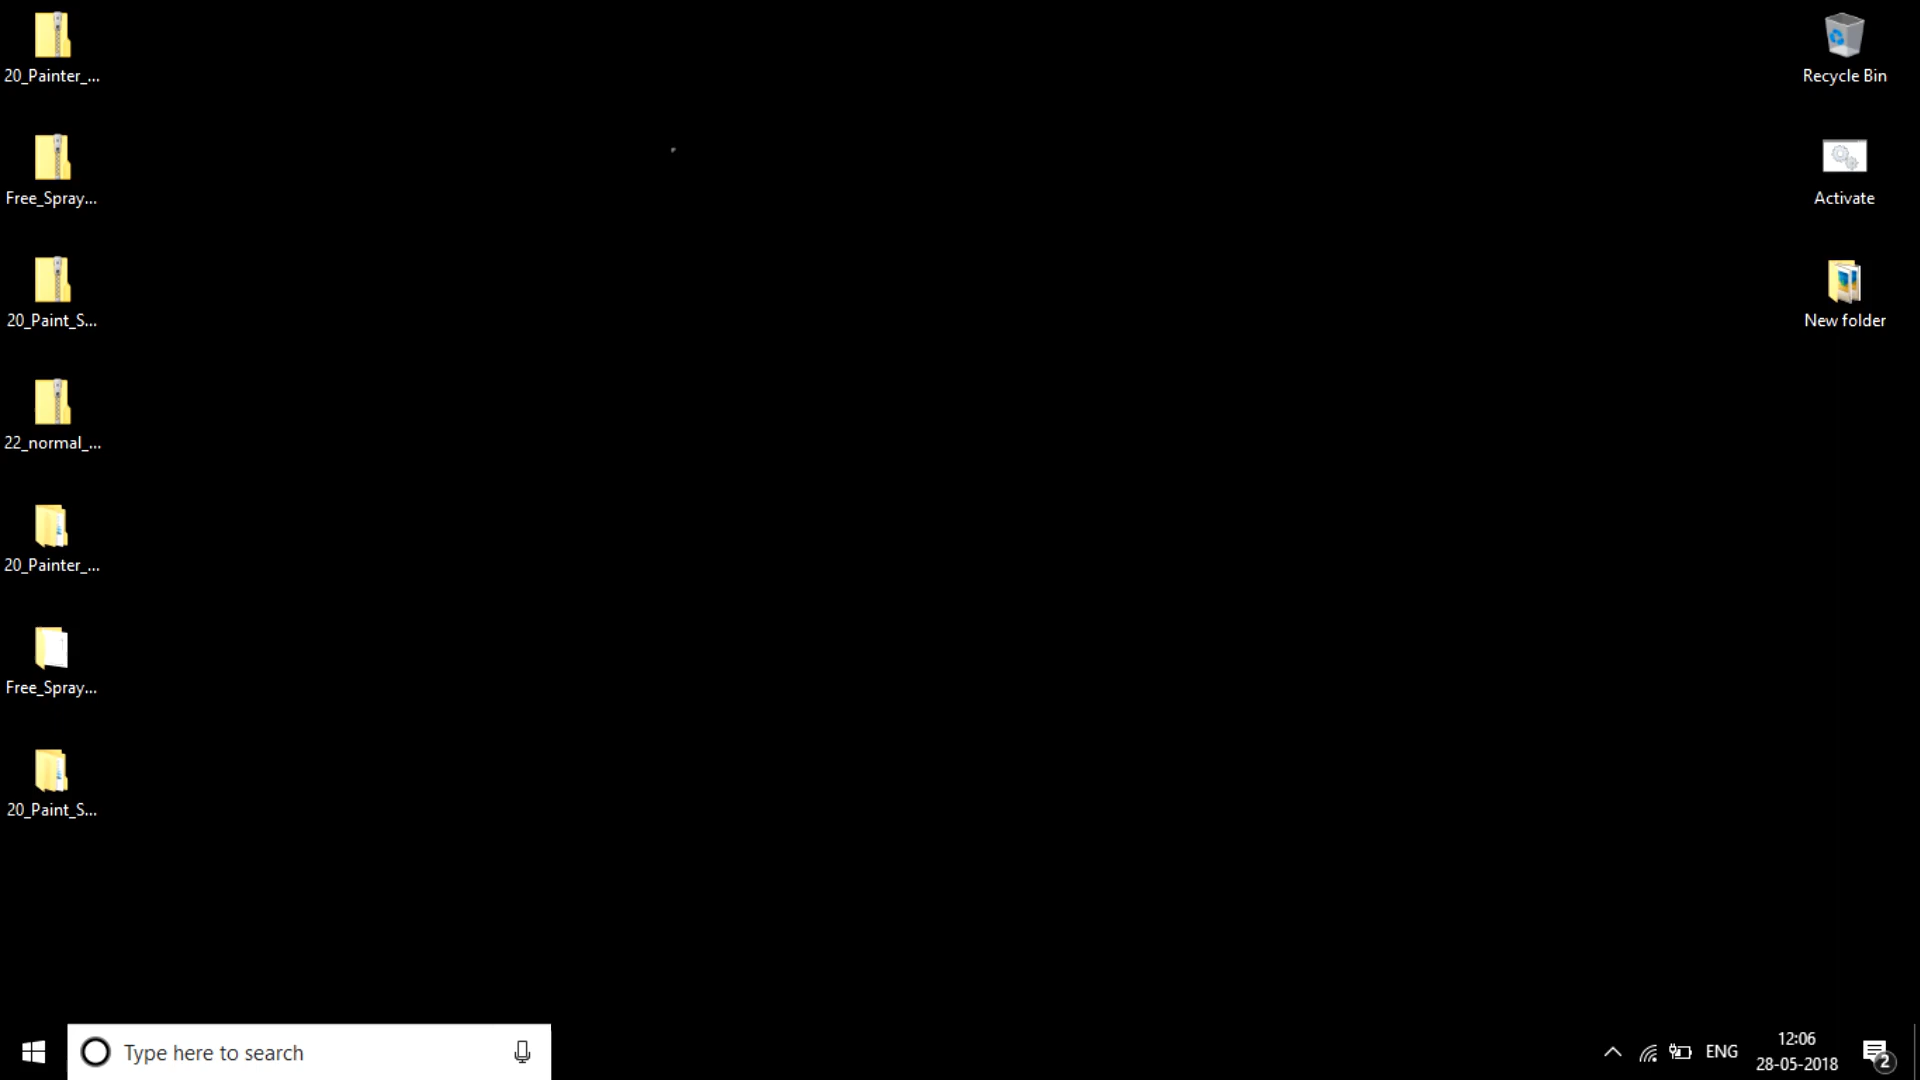 20_Painter_...
Free_Spray...
20_Paint_S...
22_normal_...
20_Painter_...
Free_Spray...
20_Paint_S...
Recycle Bin
Activate
New folder
Type here to search
ENG
12:06
28-05-2018
2